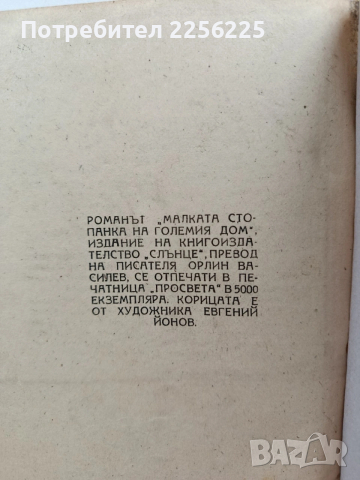 Потребител 2256225
РОМАНЪТ „МАЛКАТА СТО-
ПАНКА НА ГОЛЕМИЯ ДОМ“,
ИЗДАНИЕ НА КНИГОИЗДА-
ТЕЛСТВО „СЛЪНЦЕ“, ПРЕВОД
НА ПИСАТЕЛЯ ОРЛИН ВА-
СИЛЕВ, СЕ ОТПЕЧАТИ В ПЕ-
ЧАТНИЦА „ПРОСВЕТА“ В 5000
ЕКЗЕМПЛЯРА. КОРИЦАТА Е
ОТ ХУДОЖНИКА ЕВГЕНИЙ
ЙОНОВ.
BAZAR